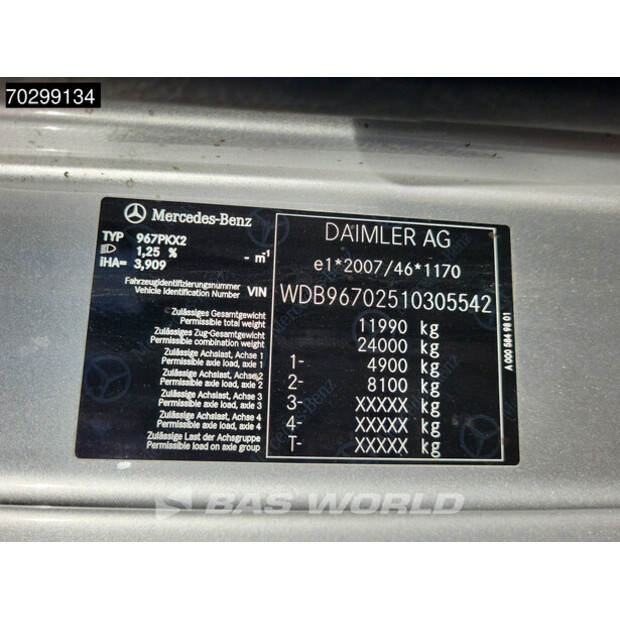 70299134
Mercedes-Benz
TYP 967PKX2
1,25 % - m¹
iHA= 3,909
Fahrzeugidentifizierungsnummer
Vehicle Identification Number VIN
Zulässiges Gesamtgewicht
Permissible total weight
Zulässiges Zug-Gesamtgewicht
Permissible combination weight
Zulässige Achslast, Achse 1
Permissible axle load, axle 1
Zulässige Achslast, Achse 2
Permissible axle load, axle 2
Zulässige Achslast, Achse 3
Permissible axle load, axle 3
Zulässige Achslast, Achse 4
Permissible axle load, axle 4
Zulässige Last der Achsgruppe
Permissible load on axle group
DAIMLER AG
e1*2007/46*1170
WDB96702510305542
11990 kg
24000 kg
1- 4900 kg
2- 8100 kg
3- XXXXX kg
4- XXXXX kg
T- XXXXX kg
A 000 584 98 01
BAS WORLD